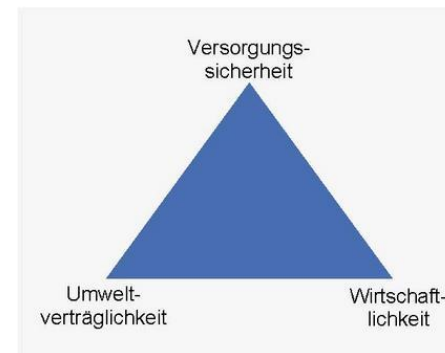 Versorgungs-
sicherheit
Umwelt-
verträglichkeit
Wirtschaft-
lichkeit